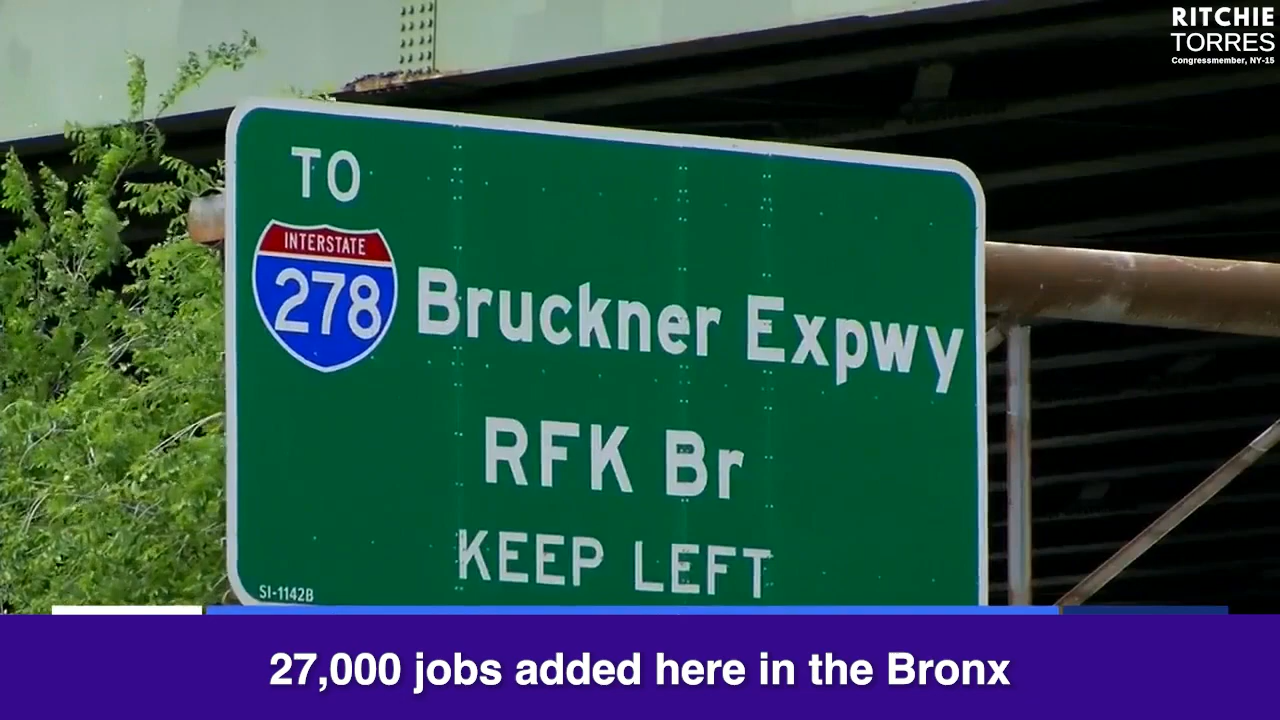 RITCHIE
TORRES
Congressmember, NY-15
TO
INTERSTATE
278
Bruckner Expwy
RFK Br
KEEP LEFT
SI-1142B
27,000 jobs added here in the Bronx